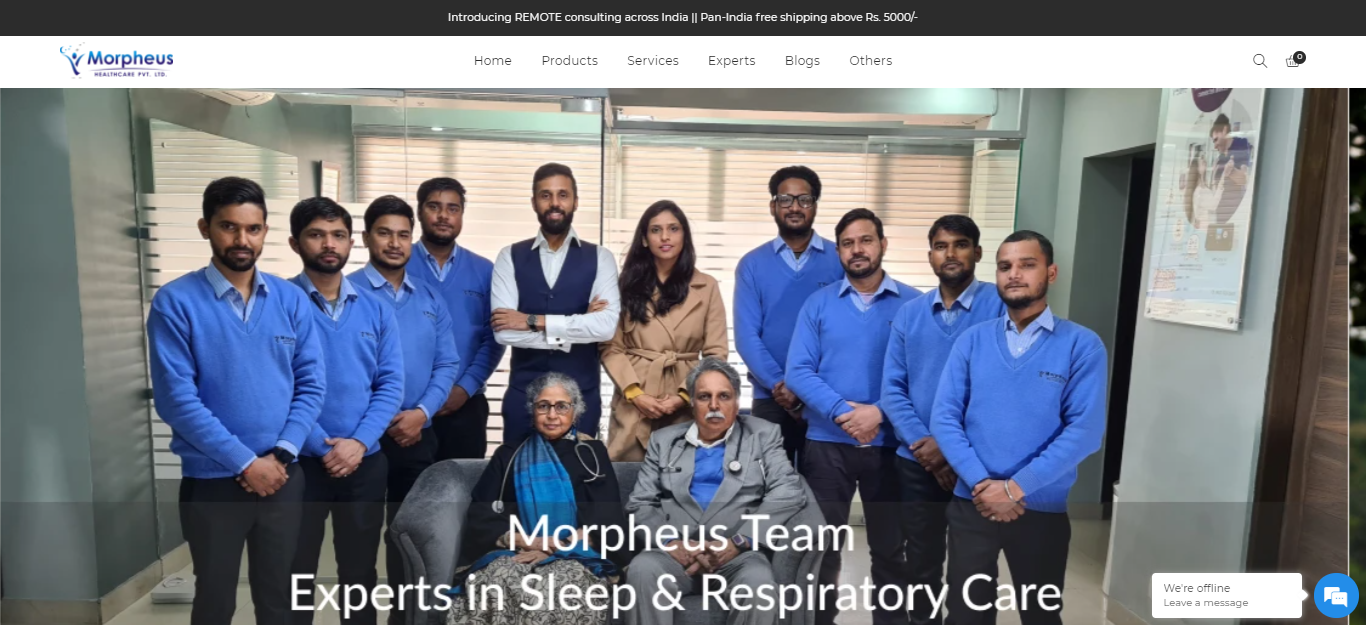 Introducing REMOTE consulting across India || Pan-India free shipping above Rs. 5000/-
Morpheus
HEALTHCARE PVT. LTD.
Home Products Services Experts Blogs Others
0
Morpheus Team
Experts in Sleep & Respiratory Care
We're offline
Leave a message